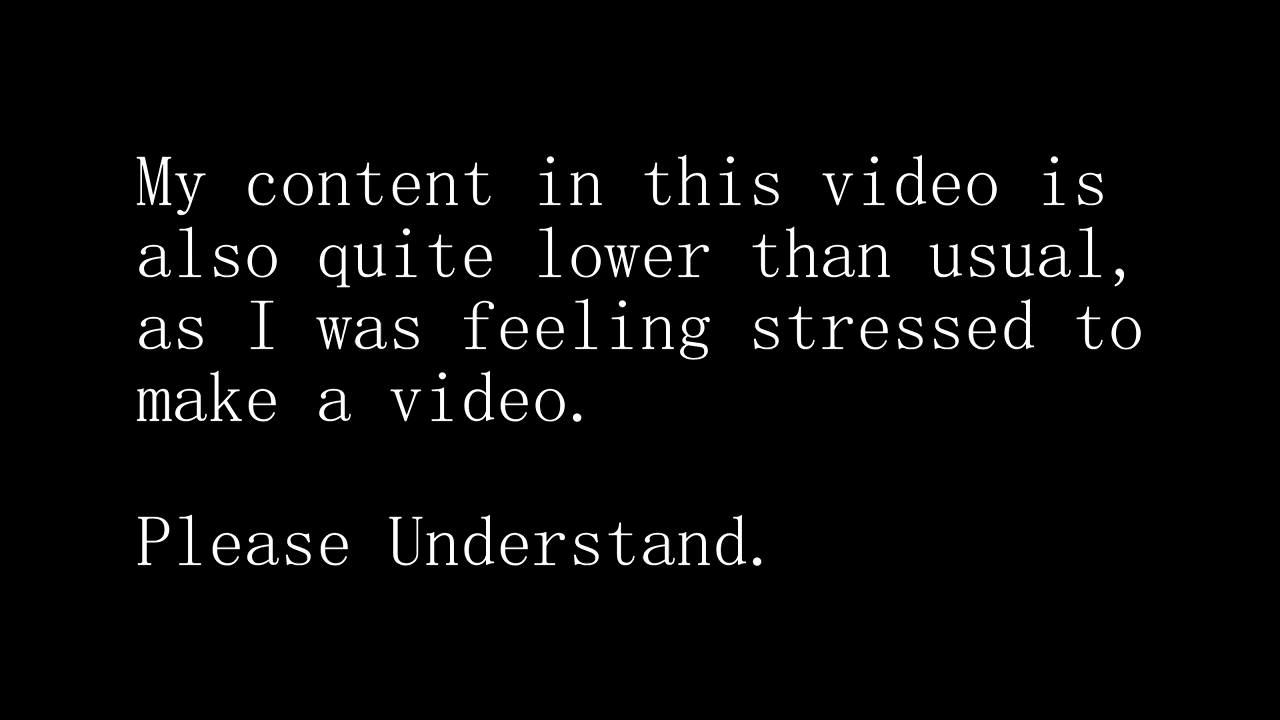 My content in this video is
also quite lower than usual,
as I was feeling stressed to
make a video.
Please Understand.